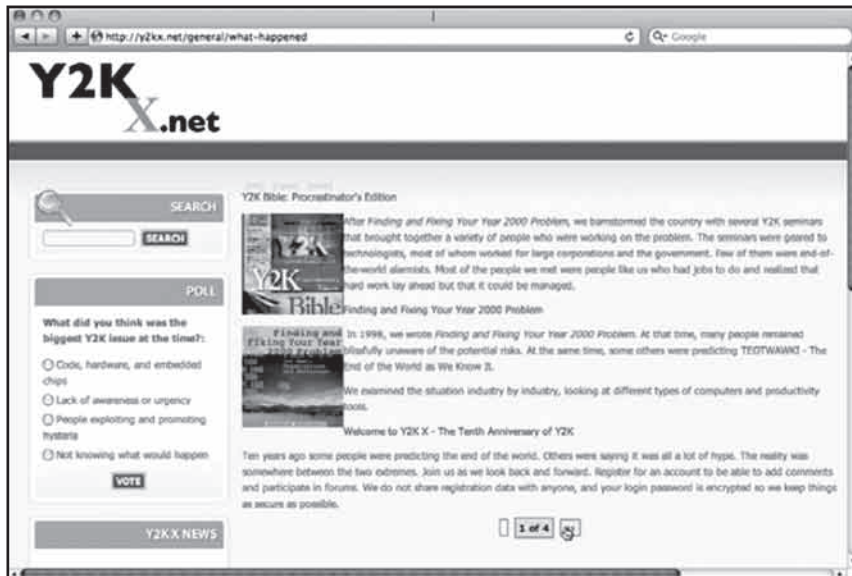 http://y2kx.net/general/what-happened
Google
Y2K
X.net
SEARCH
SEARCH
POLL
What did you think was the
biggest Y2K issue at the time?:
Code, hardware, and embedded
chips
Lack of awareness or urgency
People exploiting and promoting
hysteria
Not knowing what would happen
VOTE
Y2KX NEWS
Y2K Bible: Procrastinator's Edition
Y2K
Bible
After Finding and Fixing Your Year 2000 Problem, we barnstormed the country with several Y2K seminars
that brought together a variety of people who were working on the problem. The seminars were geared to
technologists, most of whom worked for large corporations and the government. Few of them were end-of-
the-world alarmists. Most of the people we met were people like us who had jobs to do and realized that
hard work lay ahead but that it could be managed.
Finding and Fixing Your Year 2000 Problem
Finding and
Fixing Your Year
2000 Problem
In 1998, we wrote Finding and Fixing Your Year 2000 Problem. At that time, many people remained
blissfully unaware of the potential risks. At the same time, some others were predicting TEOTWAWKI - The
End of the World as We Know It.
We examined the situation industry by industry, looking at different types of computers and productivity
tools.
Welcome to Y2K X - The Tenth Anniversary of Y2K
Ten years ago some people were predicting the end of the world. Others were saying it was all a lot of hype. The reality was
somewhere between the two extremes. Join us as we look back and forward. Register for an account to be able to add comments
and participate in forums. We do not share registration data with anyone, and your login password is encrypted so we keep things
as secure as possible.
1 of 4